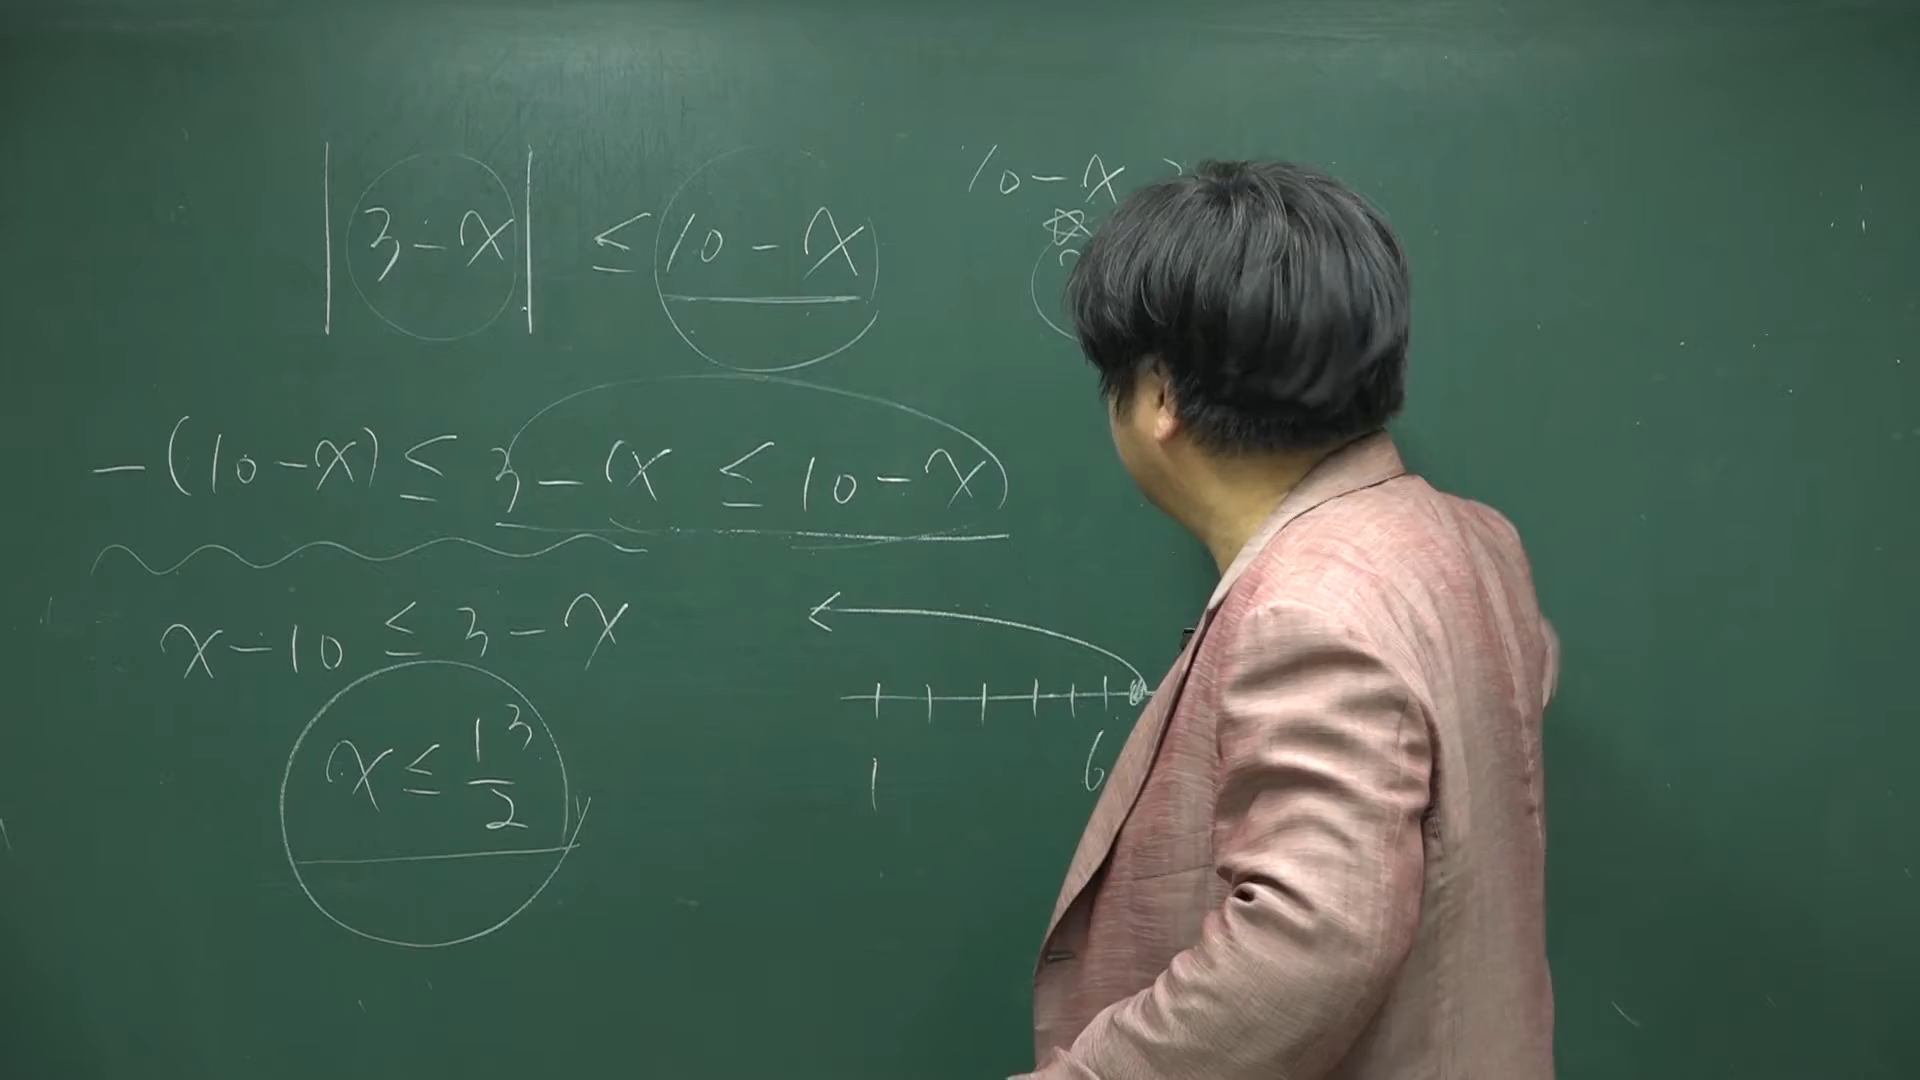 |3-x| ≤ 10-x
10-x
-(10-x) ≤ 3-x ≤ 10-x
x-10 ≤ 3-x
x ≤ 13/2
1 6